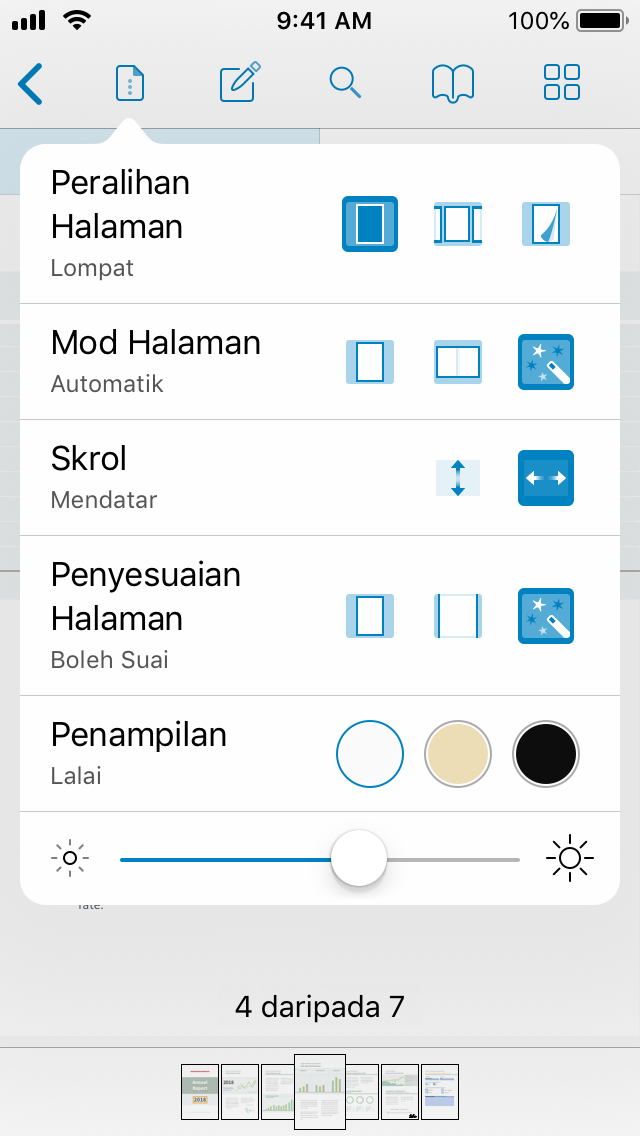 9:41 AM
100%
Peralihan
Halaman
Lompat
Mod Halaman
Automatik
Skrol
Mendatar
Penyesuaian
Halaman
Boleh Suai
Penampilan
Lalai
rate.
4 daripada 7
Annual
Report
2018
2018